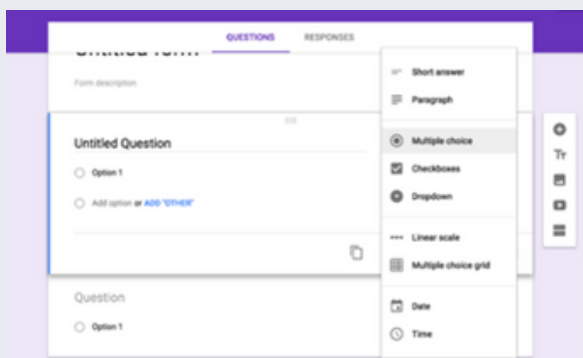 QUESTIONS RESPONSES
Untitled form
Form description
Untitled Question
Option 1
Add option or ADD "OTHER"
Question
Option 1
Short answer
Paragraph
Multiple choice
Checkboxes
Dropdown
Linear scale
Multiple choice grid
Date
Time
Tт